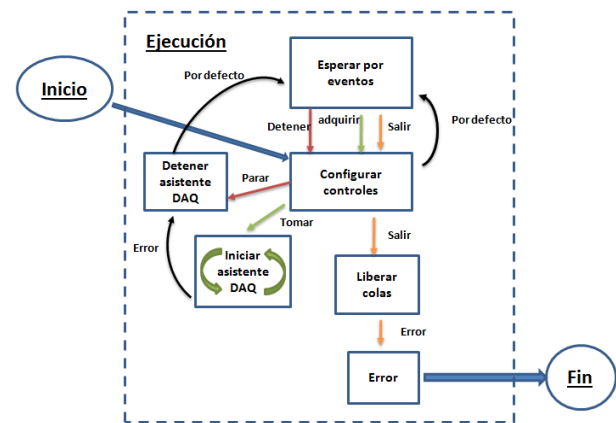 Ejecución
Inicio
Esperar por
eventos
Por defecto
Detener
adquirir
Salir
Por defecto
Detener
asistente
DAQ
Parar
Configurar
controles
Tomar
Error
Iniciar
asistente
DAQ
Salir
Liberar
colas
Error
Error
Fin